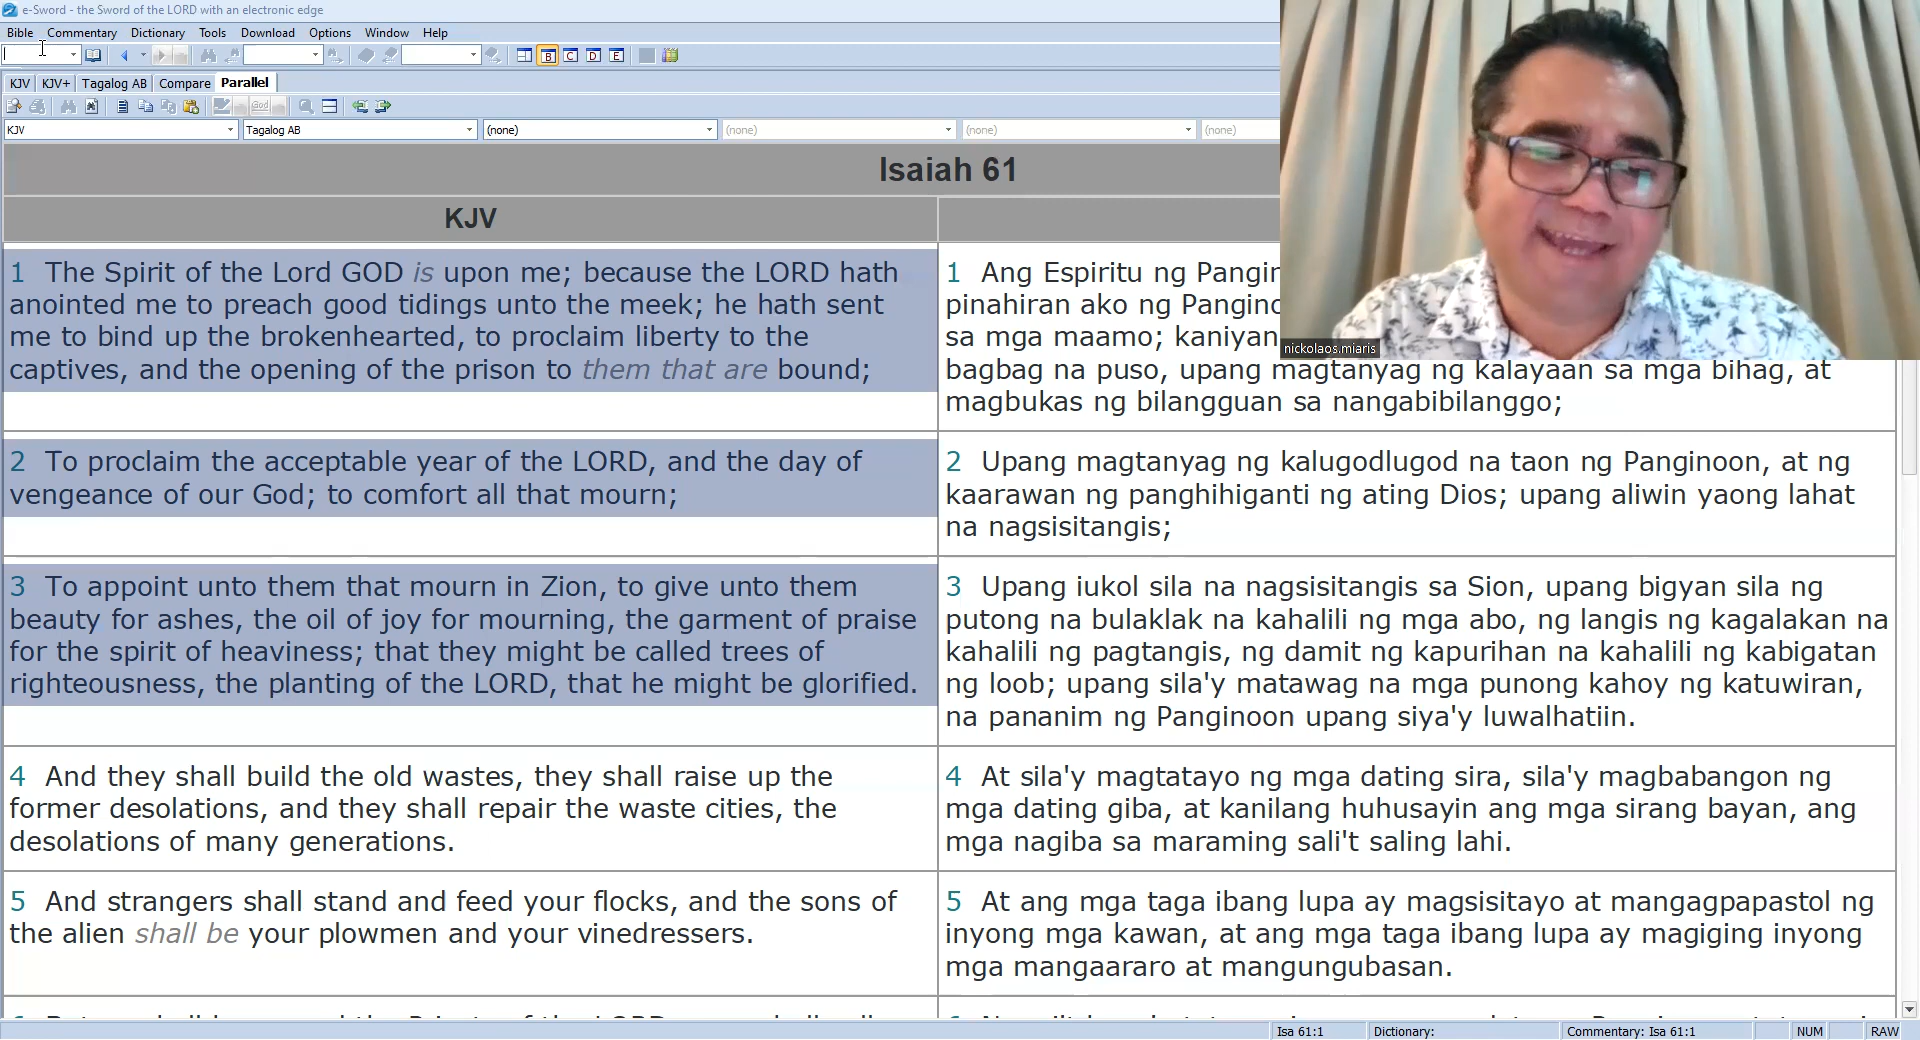 e-Sword - the Sword of the LORD with an electronic edge
Bible Commentary Dictionary Tools Download Options Window Help
B C D E
KJV KJV+ Tagalog AB Compare Parallel
God
KJV Tagalog AB (none) (none) (none) (none)
Isaiah 61
KJV
1 The Spirit of the Lord GOD is upon me; because the LORD hath
anointed me to preach good tidings unto the meek; he hath sent
me to bind up the brokenhearted, to proclaim liberty to the
captives, and the opening of the prison to them that are bound;
1 Ang Espiritu ng
pinahiran ako ng
sa mga maamo;
bagbag na puso, upang magtanyag ng kalayaan sa mga bihag, at
magbukas ng bilangguan sa nangabibilanggo;
nickolaos.miaris
2 To proclaim the acceptable year of the LORD, and the day of
vengeance of our God; to comfort all that mourn;
2 Upang magtanyag ng kalugodlugod na taon ng Panginoon, at ng
kaarawan ng panghihiganti ng ating Dios; upang aliwin yaong lahat
na nagsisitangis;
3 To appoint unto them that mourn in Zion, to give unto them
beauty for ashes, the oil of joy for mourning, the garment of praise
for the spirit of heaviness; that they might be called trees of
righteousness, the planting of the LORD, that he might be glorified.
3 Upang iukol sila na nagsisitangis sa Sion, upang bigyan sila ng
putong na bulaklak na kahalili ng mga abo, ng langis ng kagalakan na
kahalili ng pagtangis, ng damit ng kapurihan na kahalili ng kabigatan
ng loob; upang sila'y matawag na mga punong kahoy ng katuwiran,
na pananim ng Panginoon upang siya'y luwalhatiin.
4 And they shall build the old wastes, they shall raise up the
former desolations, and they shall repair the waste cities, the
desolations of many generations.
4 At sila'y magtatayo ng mga dating sira, sila'y magbabangon ng
mga dating giba, at kanilang huhusayin ang mga sirang bayan, ang
mga nagiba sa maraming sali't saling lahi.
5 And strangers shall stand and feed your flocks, and the sons of
the alien shall be your plowmen and your vinedressers.
5 At ang mga taga ibang lupa ay magsisitayo at mangagpapastol ng
inyong mga kawan, at ang mga taga ibang lupa ay magiging inyong
mga mangaararo at mangungubasan.
Isa 61:1 Dictionary: Commentary: Isa 61:1 NUM RAW